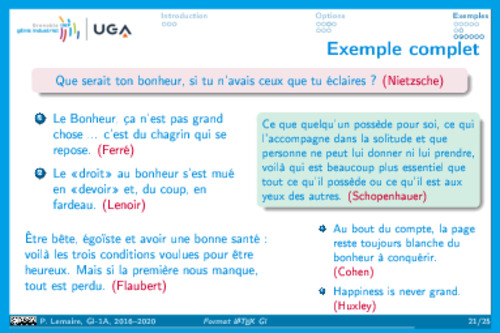 Grenoble
génie industriel
UGA
Introduction
Options
Exemples
Exemple complet
Que serait ton bonheur, si tu n'avais ceux que tu éclaires ? (Nietzsche)
Le Bonheur, ça n'est pas grand
chose ... c'est du chagrin qui se
repose. (Ferré)
Le «droit» au bonheur s'est mué
en «devoir» et, du coup, en
fardeau. (Lenoir)
Être bête, égoïste et avoir une bonne santé :
voilà les trois conditions voulues pour être
heureux. Mais si la première nous manque,
tout est perdu. (Flaubert)
Ce que quelqu'un possède pour soi, ce qui
l'accompagne dans la solitude et que
personne ne peut lui donner ni lui prendre,
voilà qui est beaucoup plus essentiel que
tout ce qu'il possède ou ce qu'il est aux
yeux des autres. (Schopenhauer)
Au bout du compte, la page
reste toujours blanche du
bonheur à conquérir.
(Cohen)
Happiness is never grand.
(Huxley)
P. Lemaire, GI-1A, 2016–2020
Format LATEX GI
21/21